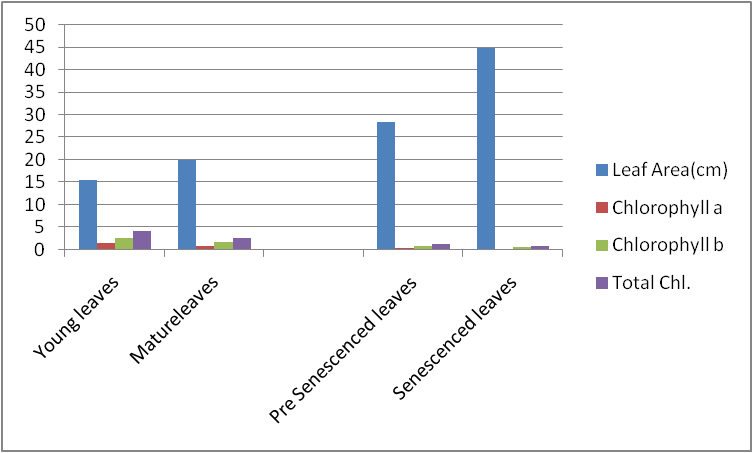 50
45
40
35
30
25
20
15
10
5
0
Young leaves
Matureleaves
Pre Senescenced leaves
Senescenced leaves
Leaf Area(cm)
Chlorophyll a
Chlorophyll b
Total Chl.